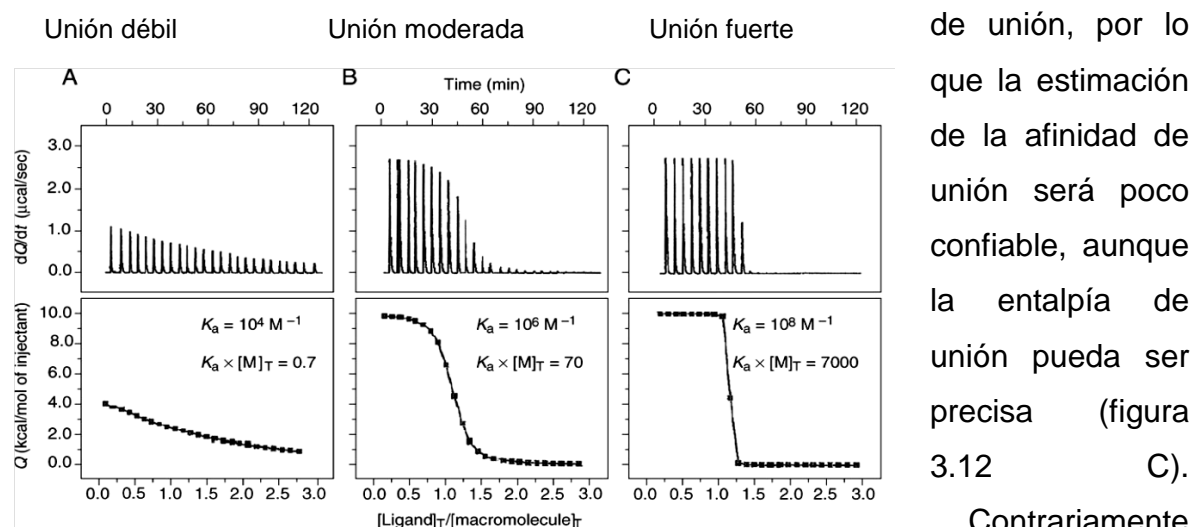 Unión débil Unión moderada Unión fuerte
A B C
Time (min)
0 30 60 90 120 0 30 60 90 120 0 30 60 90 120
dQ/dt (µcal/sec)
3.0
2.0
1.0
0.0
Q (kcal/mol of injectant)
10.0
8.0
6.0
4.0
2.0
0.0
Kₐ = 10⁴ M⁻¹
Kₐ × [M]T = 0.7
Kₐ = 10⁶ M⁻¹
Kₐ × [M]T = 70
Kₐ = 10⁸ M⁻¹
Kₐ × [M]T = 7000
0.0 0.5 1.0 1.5 2.0 2.5 3.0 0.0 0.5 1.0 1.5 2.0 2.5 3.0 0.0 0.5 1.0 1.5 2.0 2.5 3.0
[Ligand]T/[macromolecule]T
de unión, por lo
que la estimación
de la afinidad de
unión será poco
confiable, aunque
la entalpía de
unión pueda ser
precisa (figura
3.12 C).
Contrariamente